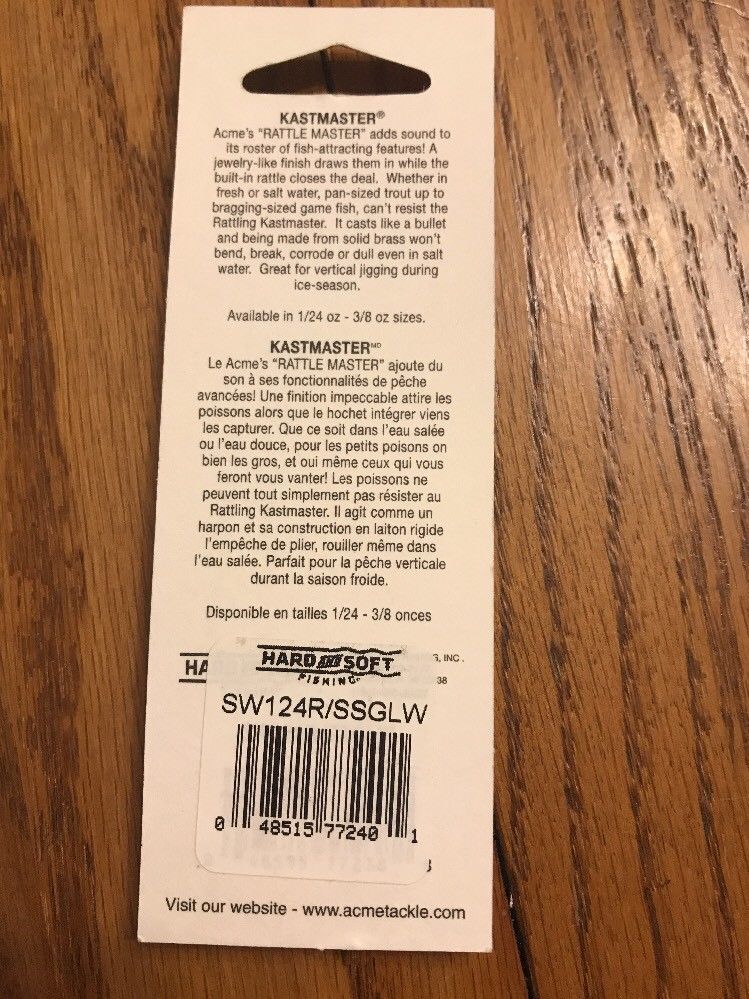 KASTMASTER®
Acme's "RATTLE MASTER" adds sound to
its roster of fish-attracting features! A
jewelry-like finish draws them in while the
built-in rattle closes the deal. Whether in
fresh or salt water, pan-sized trout up to
bragging-sized game fish, can't resist the
Rattling Kastmaster. It casts like a bullet
and being made from solid brass won't
bend, break, corrode or dull even in salt
water. Great for vertical jigging during
ice-season.
Available in 1/24 oz - 3/8 oz sizes.
KASTMASTER MD
Le Acme's "RATTLE MASTER" ajoute du
son à ses fonctionnalités de pêche
avancées! Une finition impeccable attire les
poissons alors que le hochet intégrer viens
les capturer. Que ce soit dans l'eau salée
ou l'eau douce, pour les petits poisons on
bien les gros, et oui même ceux qui vous
feront vous vanter! Les poissons ne
peuvent tout simplement pas résister au
Rattling Kastmaster. Il agit comme un
harpon et sa construction en laiton rigide
l'empêche de plier, rouiller même dans
l'eau salée. Parfait pour la pêche verticale
durant la saison froide.
Disponible en tailles 1/24 - 3/8 onces
HA
HARD AND SOFT
FISHING
S, INC.
38
SW124R/SSGLW
0 48515 77240 1
Visit our website - www.acmetackle.com